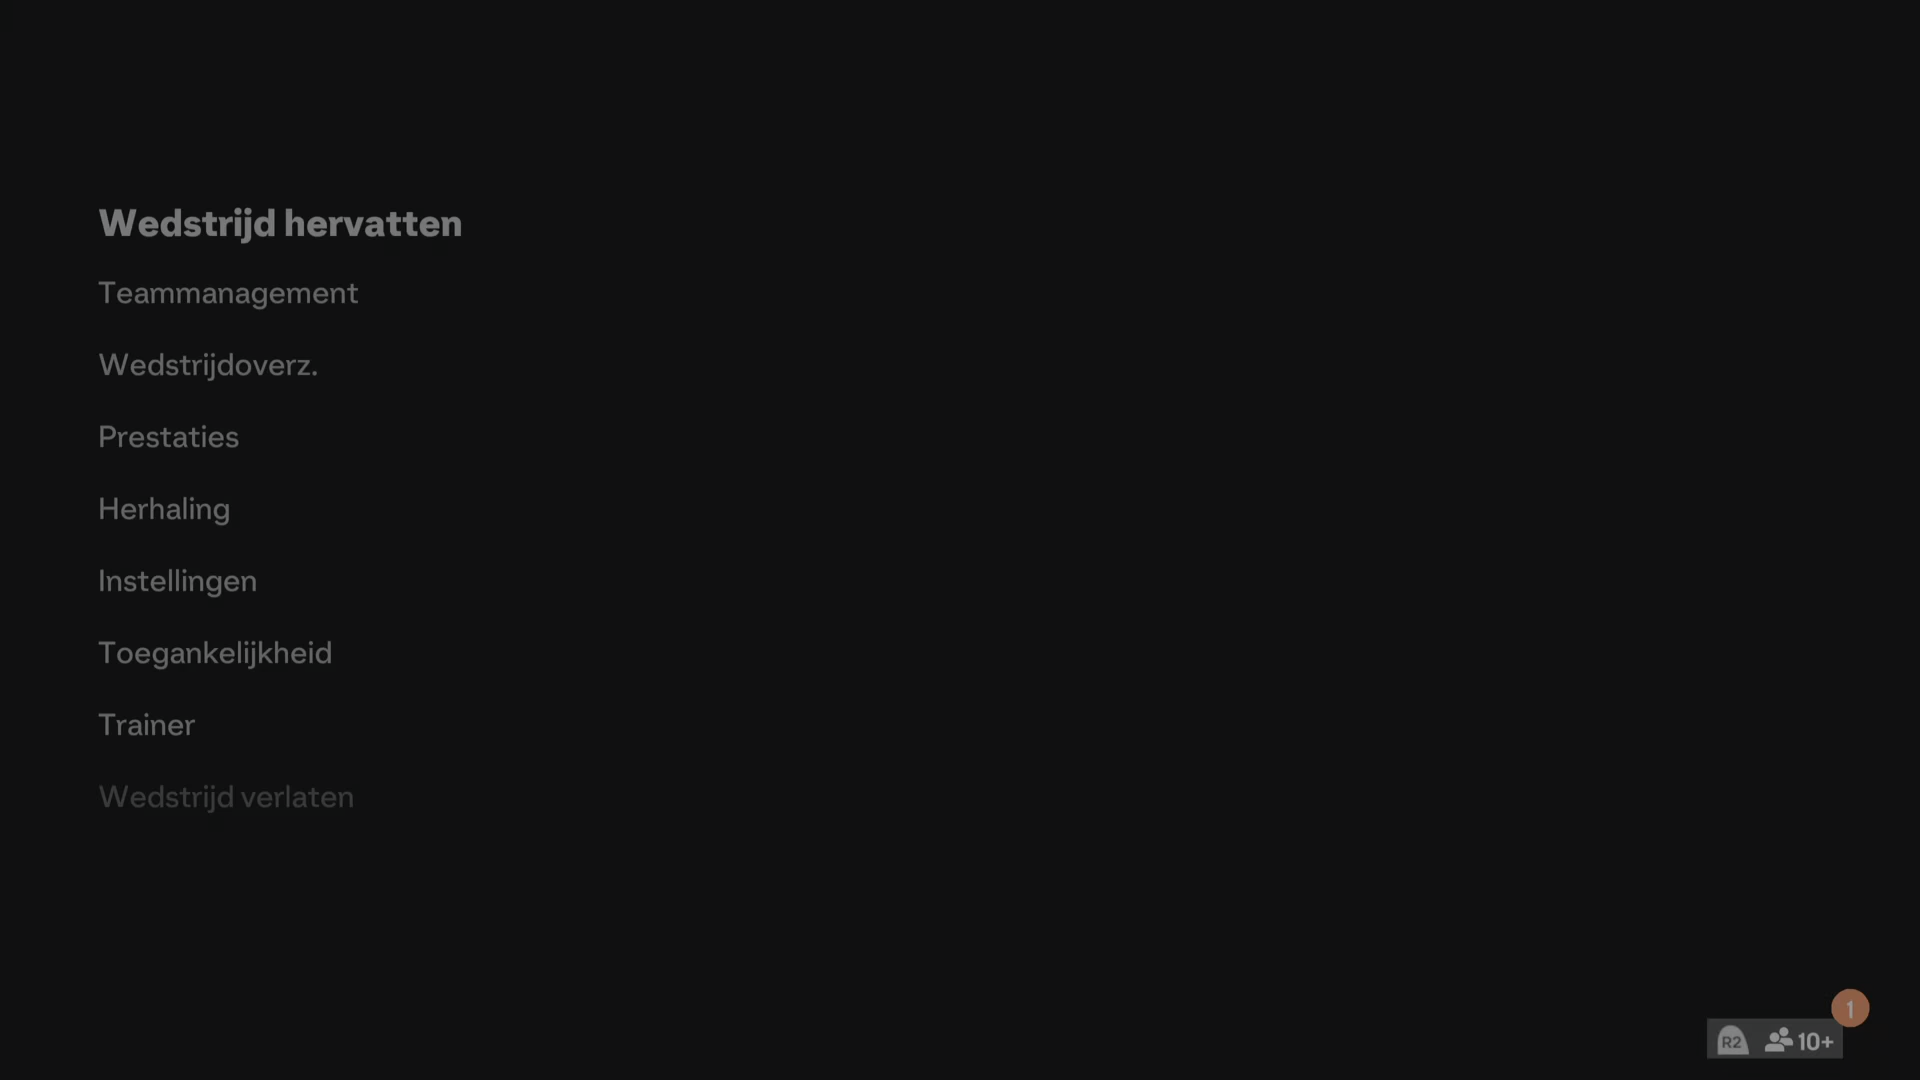 Wedstrijd hervatten
Teammanagement
Wedstrijdoverz.
Prestaties
Herhaling
Instellingen
Toegankelijkheid
Trainer
Wedstrijd verlaten
1
R2 10+